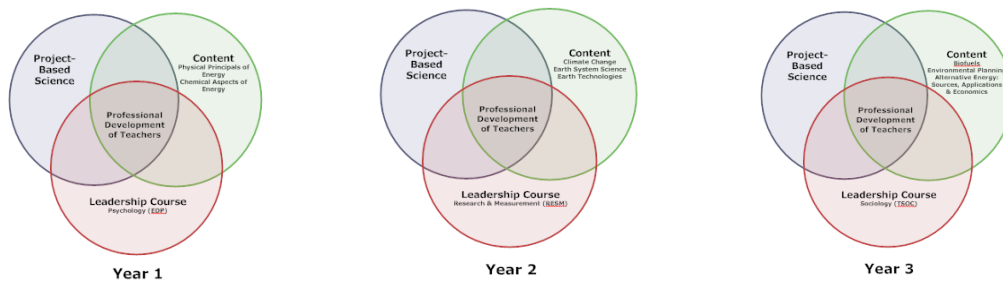 Project-
Based
Science
Content
Physical Principals of
Energy
Chemical Aspects of
Energy
Professional
Development
of Teachers
Leadership Course
Psychology (EDP)
Year 1
Project-
Based
Science
Content
Climate Change
Earth System Science
Earth Technologies
Professional
Development
of Teachers
Leadership Course
Research & Measurement (RESM)
Year 2
Project-
Based
Science
Content
Biofuels
Environmental Planning
Alternative Energy:
Sources, Applications
& Economics
Professional
Development
of Teachers
Leadership Course
Sociology (TSOC)
Year 3